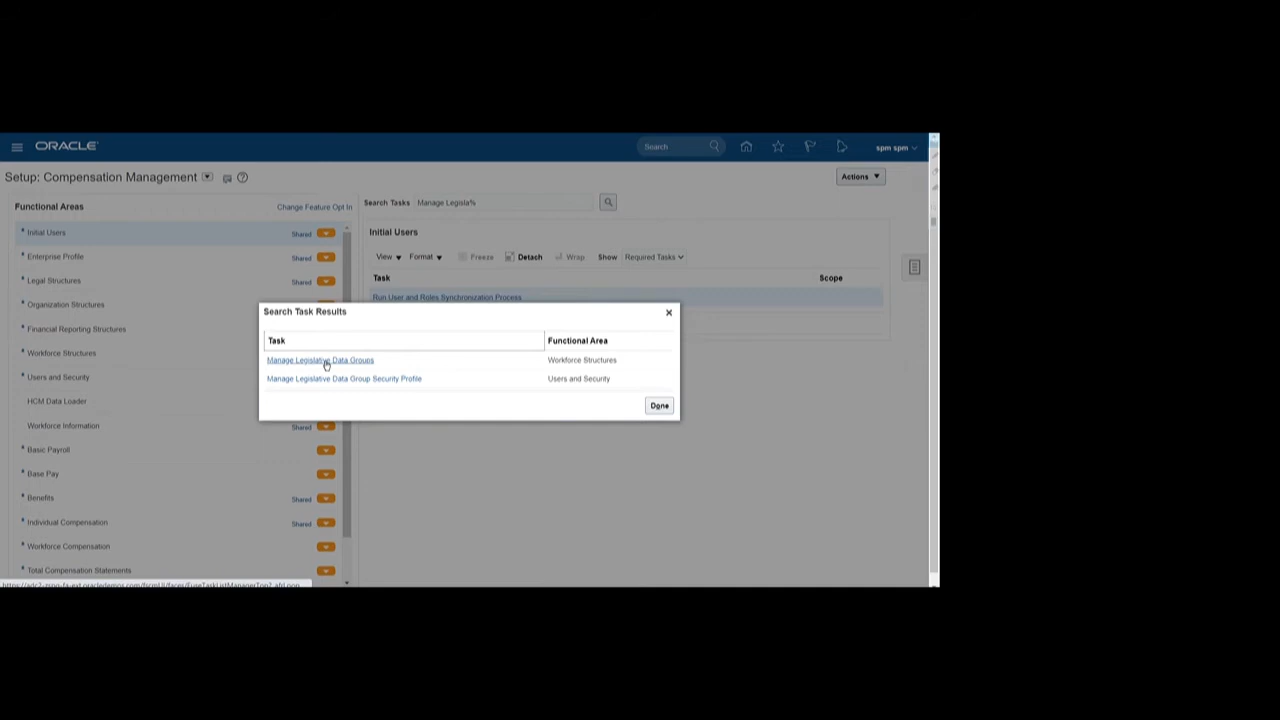 ORACLE
Search
spm spm
Setup: Compensation Management
Actions
Functional Areas
Change Feature Opt In
Search Tasks Manage Legisla%
* Initial Users Shared
Initial Users
* Enterprise Profile Shared
View Format Freeze Detach Wrap Show Required Tasks
* Legal Structures Shared
Task Scope
* Organization Structures
Run User and Roles Synchronization Process
* Financial Reporting Structures
* Workforce Structures
* Users and Security
HCM Data Loader
Workforce Information Shared
* Basic Payroll
* Base Pay
* Benefits Shared
* Individual Compensation Shared
* Workforce Compensation
* Total Compensation Statements
Search Task Results
Task Functional Area
Manage Legislative Data Groups Workforce Structures
Manage Legislative Data Group Security Profile Users and Security
Done